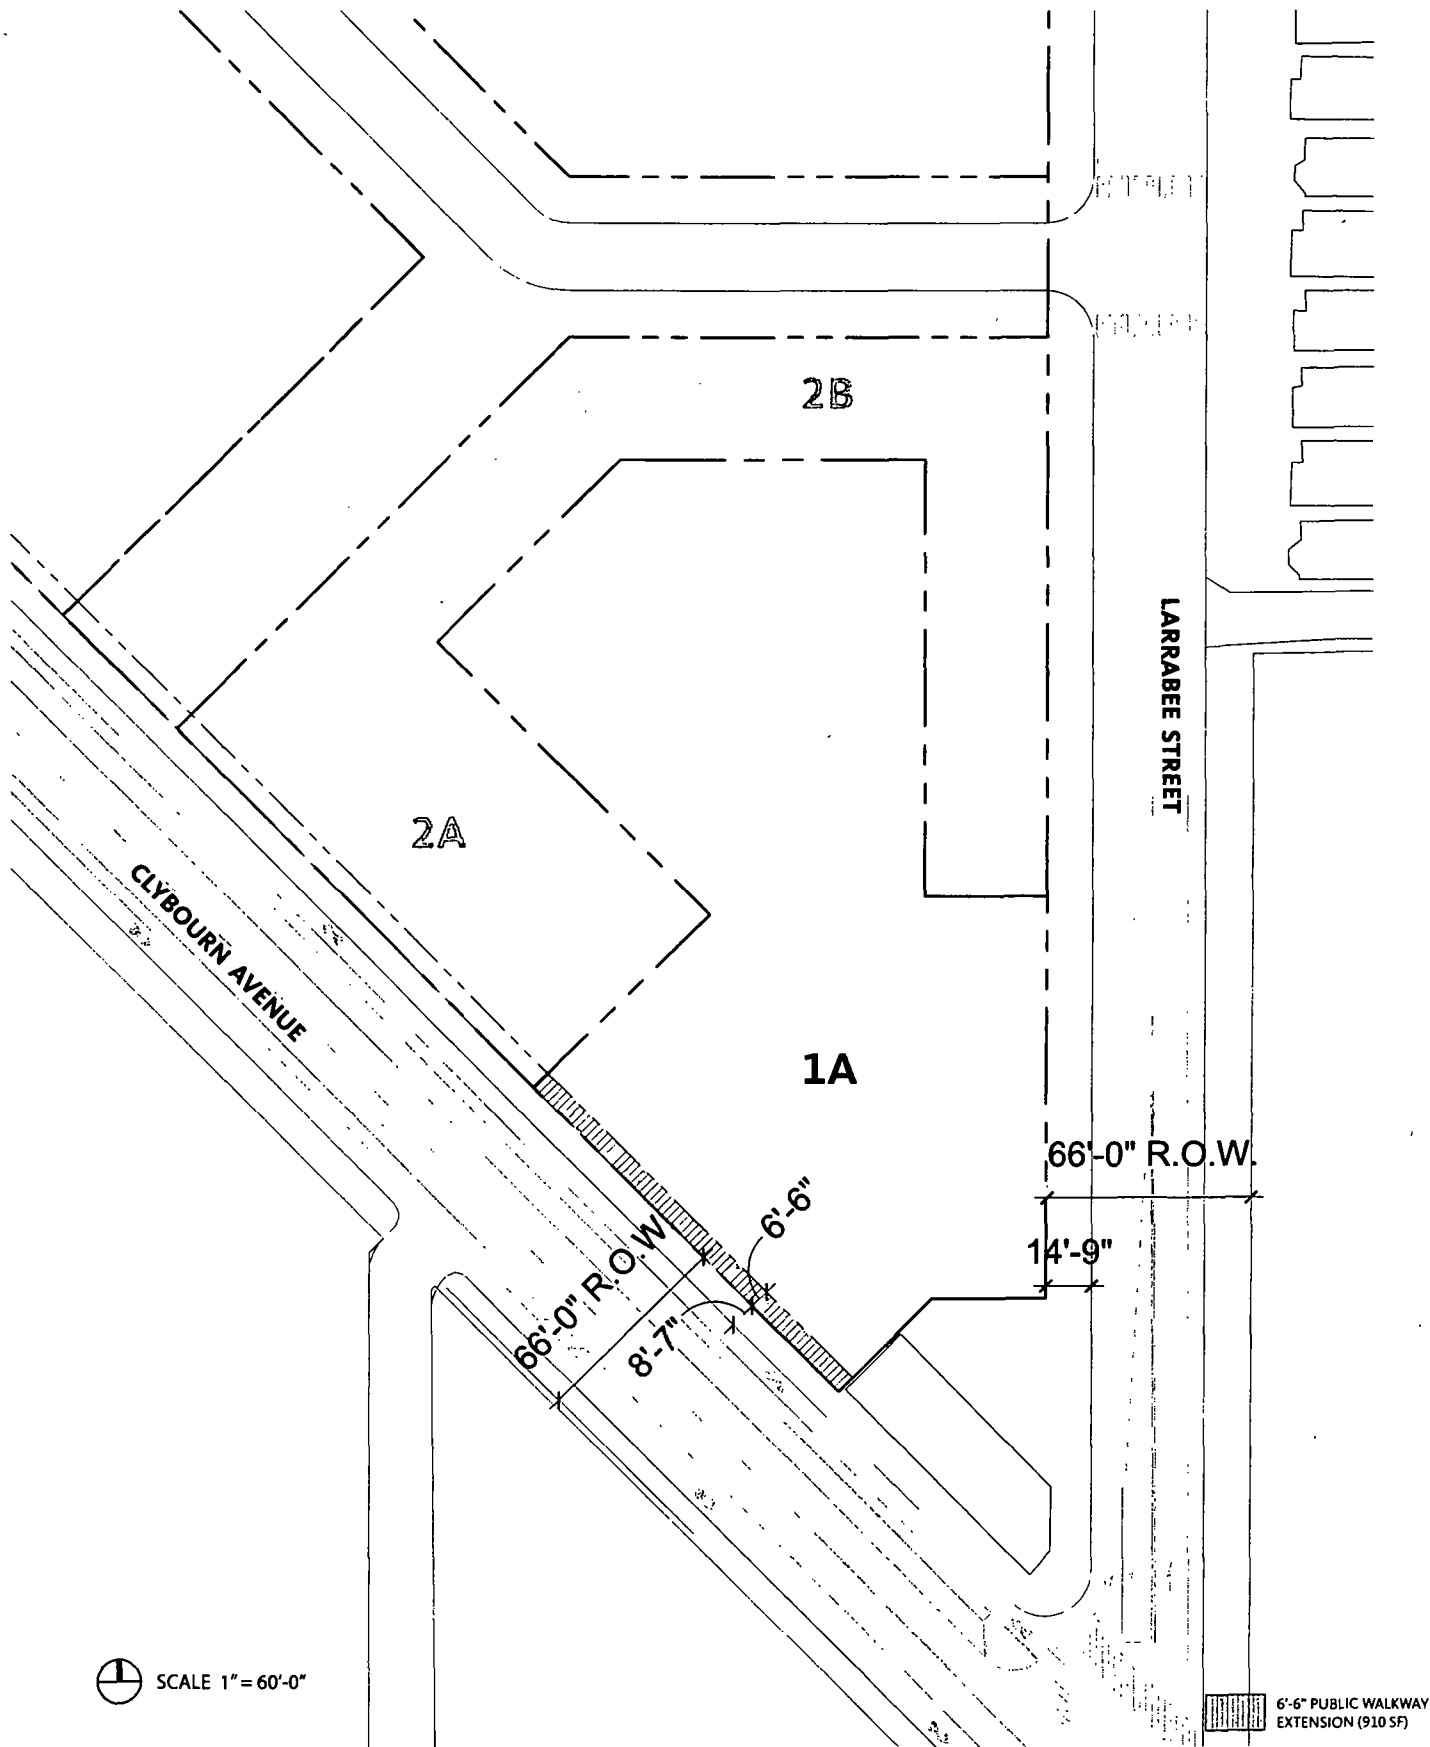 2B
LARRABEE STREET
2A
CLYBOURN AVENUE
1A
66'-0" R.O.W.
6'-6"
14'-9"
66'-0" R.O.W
8'-7"
SCALE 1" = 60'-0"
6'-6" PUBLIC WALKWAY
EXTENSION (910 SF)